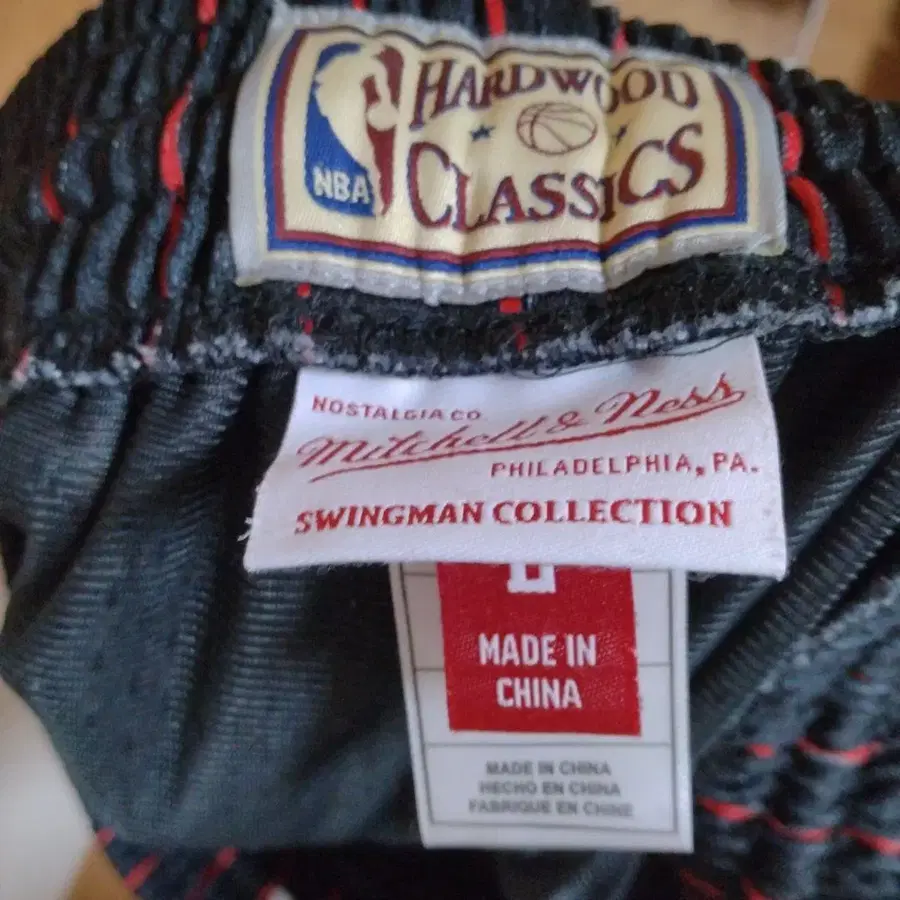 NBA
HARDWOOD
CLASSICS
NOSTALGIA CO.
Mitchell & Ness
PHILADELPHIA, PA.
SWINGMAN COLLECTION
MADE IN
CHINA
MADE IN CHINA
HECHO EN CHINA
FABRIQUE EN CHINE